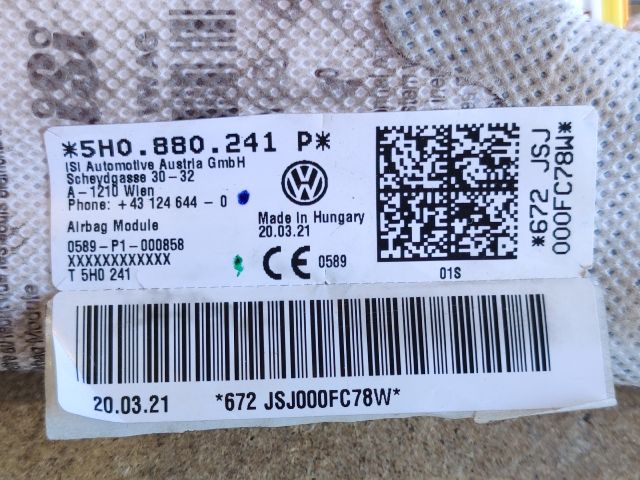 *5H0.880.241 P*
ISI Automotive Austria GmbH
Scheydgasse 30-32
A-1210 Wien
Phone: +43 124 644-0
Airbag Module
0589-P1-000858
XXXXXXXXXXXX
T 5H0 241
Made In Hungary
20.03.21
CE 0589
01S
*672 JSJ
000FC78W*
20.03.21 *672 JSJ000FC78W*